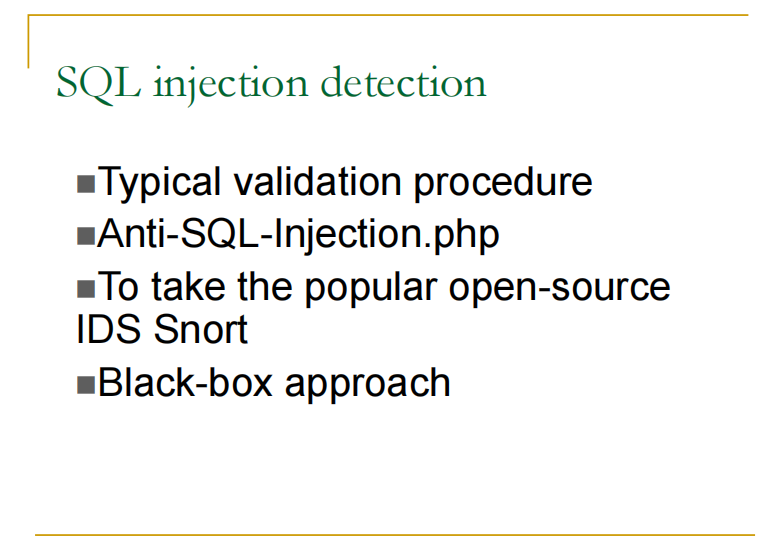 SQL injection detection
■Typical validation procedure
■Anti-SQL-Injection.php
■To take the popular open-source
IDS Snort
■Black-box approach